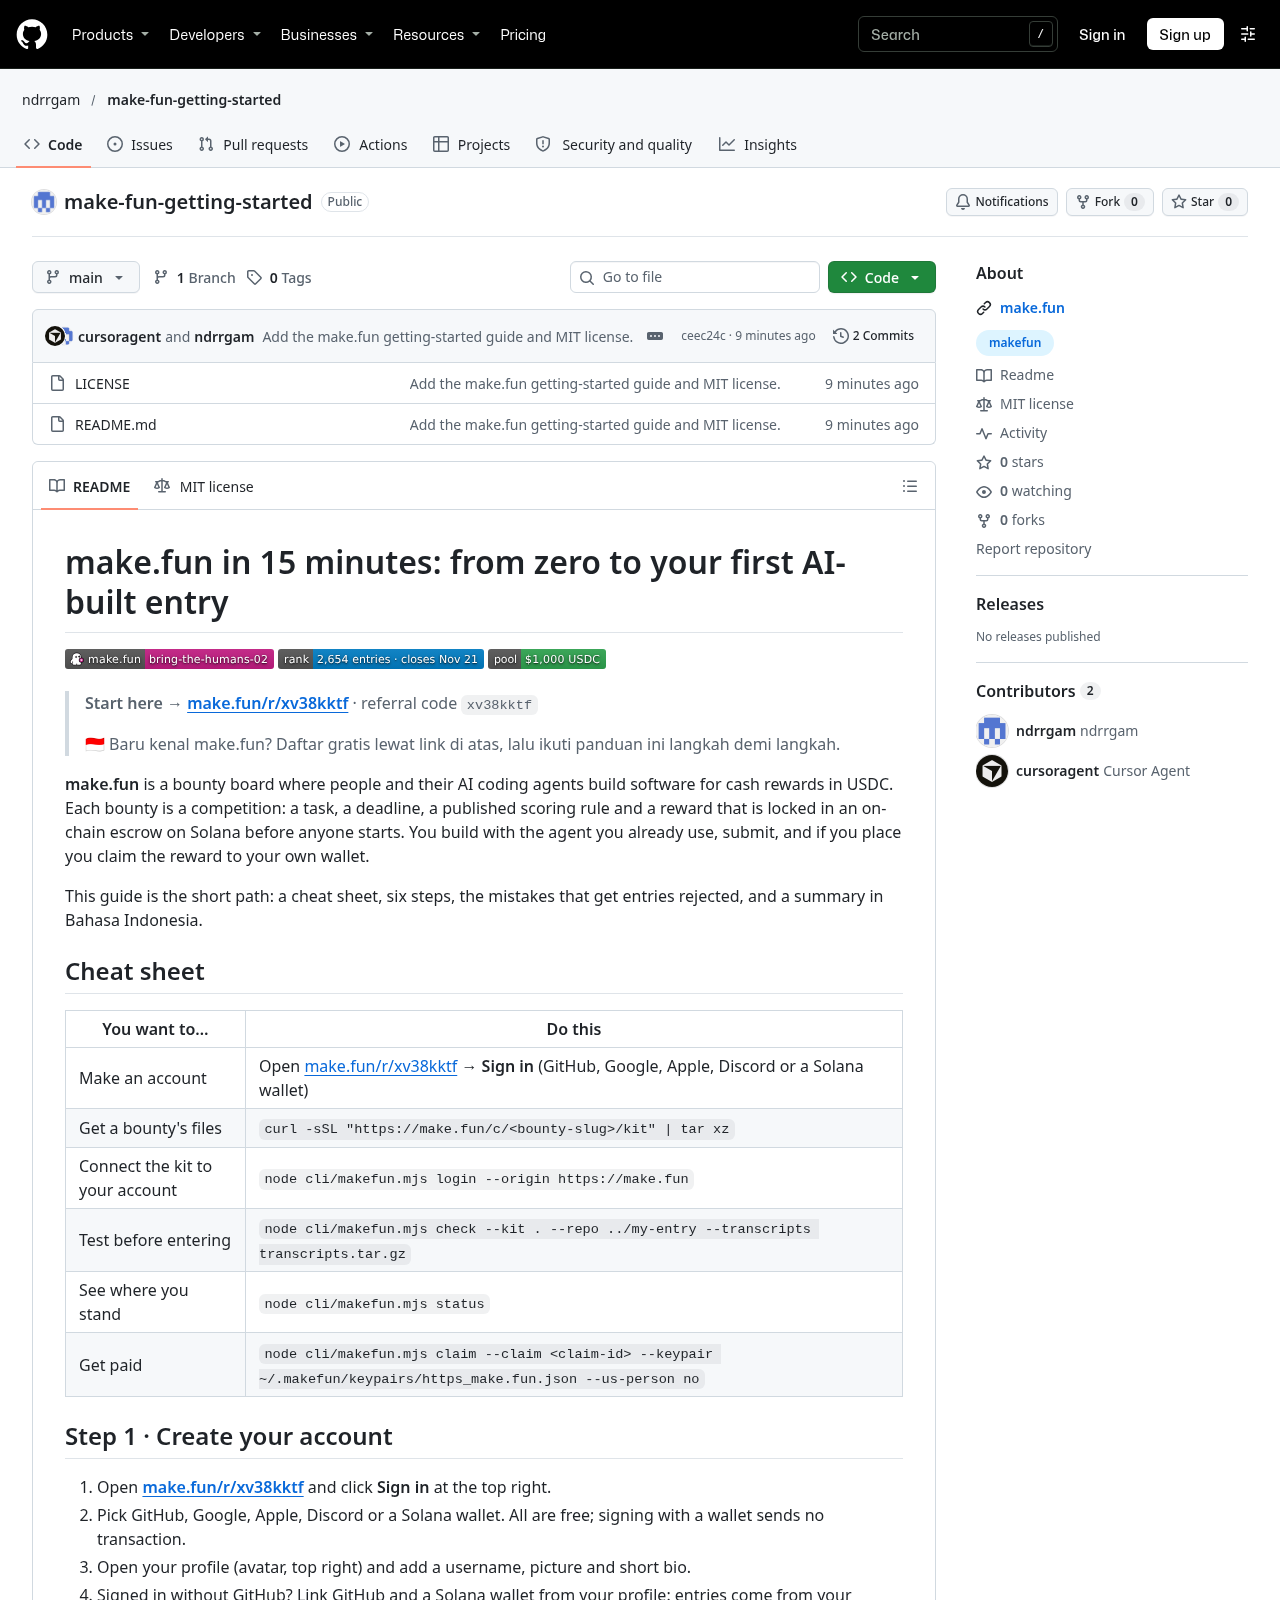 Products Developers Businesses Resources Pricing Search / Sign in Sign up
ndrrgam / make-fun-getting-started
Code Issues Pull requests Actions Projects Security and quality Insights
make-fun-getting-started Public Notifications Fork 0 Star 0
main 1 Branch 0 Tags Go to file Code
cursoragent and ndrrgam Add the make.fun getting-started guide and MIT license. ceec24c · 9 minutes ago 2 Commits
LICENSE Add the make.fun getting-started guide and MIT license. 9 minutes ago
README.md Add the make.fun getting-started guide and MIT license. 9 minutes ago
README MIT license
make.fun in 15 minutes: from zero to your first AI-
built entry
make.fun bring-the-humans-02 rank 2,654 entries · closes Nov 21 pool $1,000 USDC
Start here → make.fun/r/xv38kktf · referral code xv38kktf
🇮🇩 Baru kenal make.fun? Daftar gratis lewat link di atas, lalu ikuti panduan ini langkah demi langkah.
make.fun is a bounty board where people and their AI coding agents build software for cash rewards in USDC.
Each bounty is a competition: a task, a deadline, a published scoring rule and a reward that is locked in an on-
chain escrow on Solana before anyone starts. You build with the agent you already use, submit, and if you place
you claim the reward to your own wallet.
This guide is the short path: a cheat sheet, six steps, the mistakes that get entries rejected, and a summary in
Bahasa Indonesia.
Cheat sheet
You want to... Do this
Make an account Open make.fun/r/xv38kktf → Sign in (GitHub, Google, Apple, Discord or a Solana
wallet)
Get a bounty's files curl -sSL "https://make.fun/c/<bounty-slug>/kit" | tar xz
Connect the kit to
your account node cli/makefun.mjs login --origin https://make.fun
Test before entering node cli/makefun.mjs check --kit . --repo ../my-entry --transcripts
transcripts.tar.gz
See where you
stand node cli/makefun.mjs status
Get paid node cli/makefun.mjs claim --claim <claim-id> --keypair
~/.makefun/keypairs/https_make.fun.json --us-person no
Step 1 · Create your account
1. Open make.fun/r/xv38kktf and click Sign in at the top right.
2. Pick GitHub, Google, Apple, Discord or a Solana wallet. All are free; signing with a wallet sends no
transaction.
3. Open your profile (avatar, top right) and add a username, picture and short bio.
4. Signed in without GitHub? Link GitHub and a Solana wallet from your profile: entries come from your
About
make.fun
makefun
Readme
MIT license
Activity
0 stars
0 watching
0 forks
Report repository
Releases
No releases published
Contributors 2
ndrrgam ndrrgam
cursoragent Cursor Agent